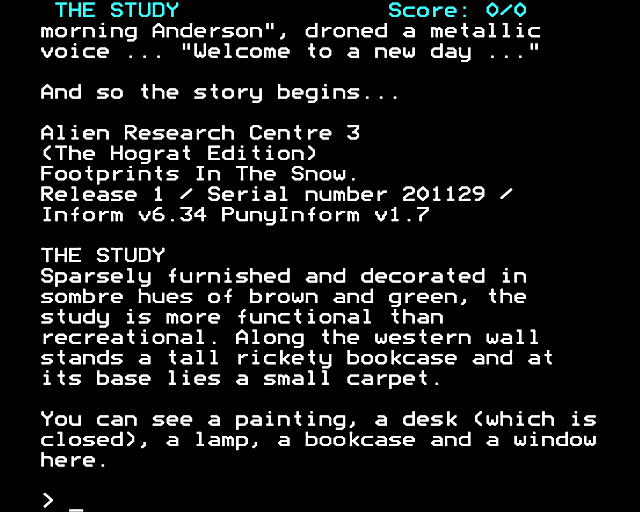 THE STUDY Score: 0/0
morning Anderson", droned a metallic
voice ... "Welcome to a new day ..."
And so the story begins...
Alien Research Centre 3
(The Hograt Edition)
Footprints In The Snow.
Release 1 / Serial number 201129 /
Inform v6.34 PunyInform v1.7
THE STUDY
Sparsely furnished and decorated in
sombre hues of brown and green, the
study is more functional than
recreational. Along the western wall
stands a tall rickety bookcase and at
its base lies a small carpet.
You can see a painting, a desk (which is
closed), a lamp, a bookcase and a window
here.
> _